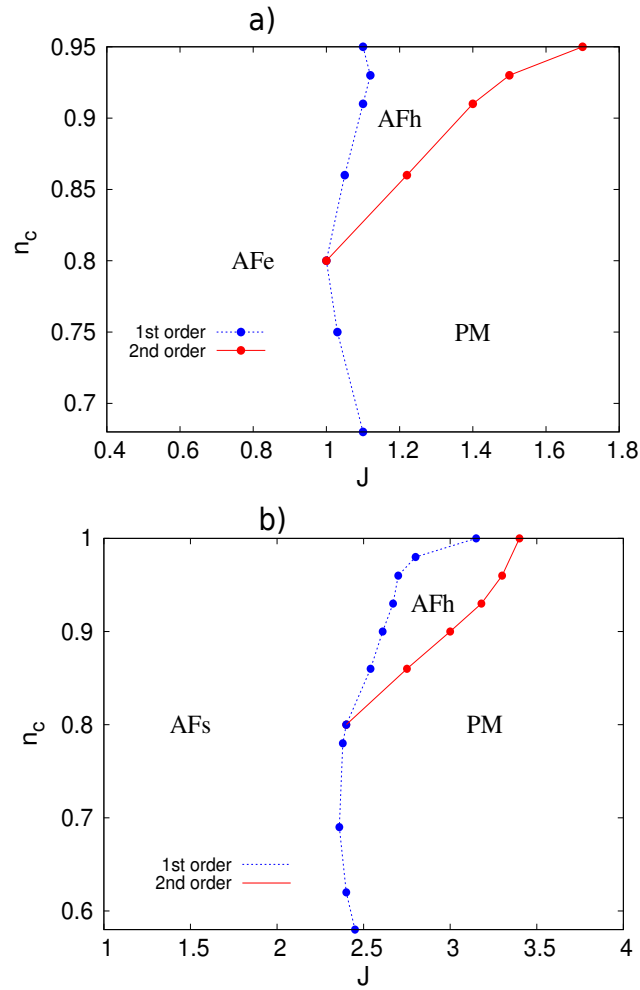 a)
0.95
0.9
0.85
0.8
0.75
0.7
n_c
AFh
AFe
PM
1st order
2nd order
0.4 0.6 0.8 1 1.2 1.4 1.6 1.8
J
b)
1
0.9
0.8
0.7
0.6
n_c
AFh
AFs
PM
1st order
2nd order
1 1.5 2 2.5 3 3.5 4
J